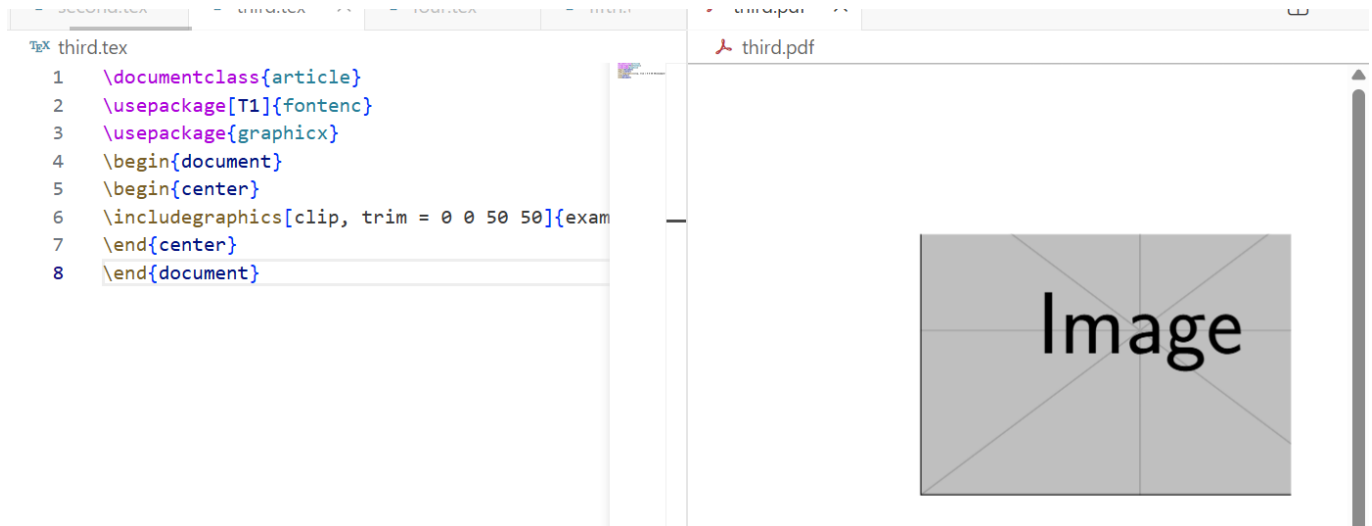 third.tex
third.pdf
TEX third.tex
third.pdf
1 \documentclass{article}
2 \usepackage[T1]{fontenc}
3 \usepackage{graphicx}
4 \begin{document}
5 \begin{center}
6 \includegraphics[clip, trim = 0 0 50 50]{exam
7 \end{center}
8 \end{document}
Image